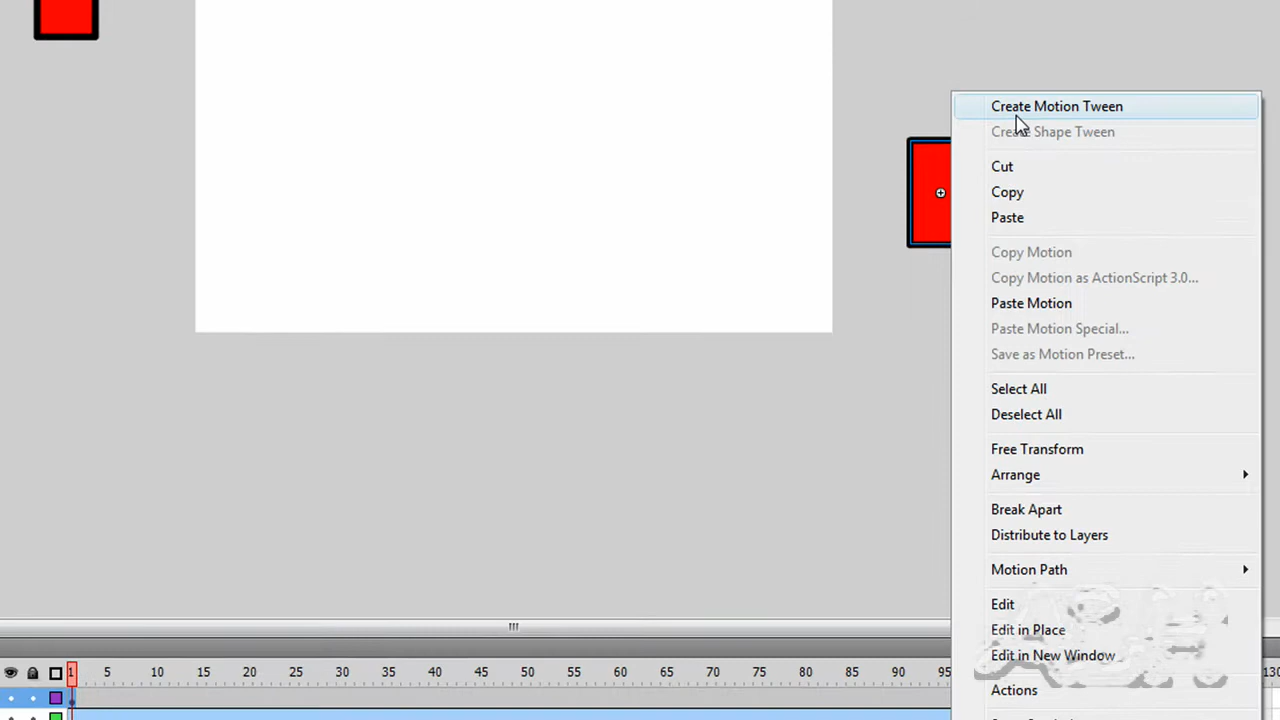 Create Motion Tween
Create Shape Tween
Cut
Copy
Paste
Copy Motion
Copy Motion as ActionScript 3.0...
Paste Motion
Paste Motion Special...
Save as Motion Preset...
Select All
Deselect All
Free Transform
Arrange
Break Apart
Distribute to Layers
Motion Path
Edit
Edit in Place
Edit in New Window
1 5 10 15 20 25 30 35 40 45 50 55 60 65 70 75 80 85 90 95 130
Actions